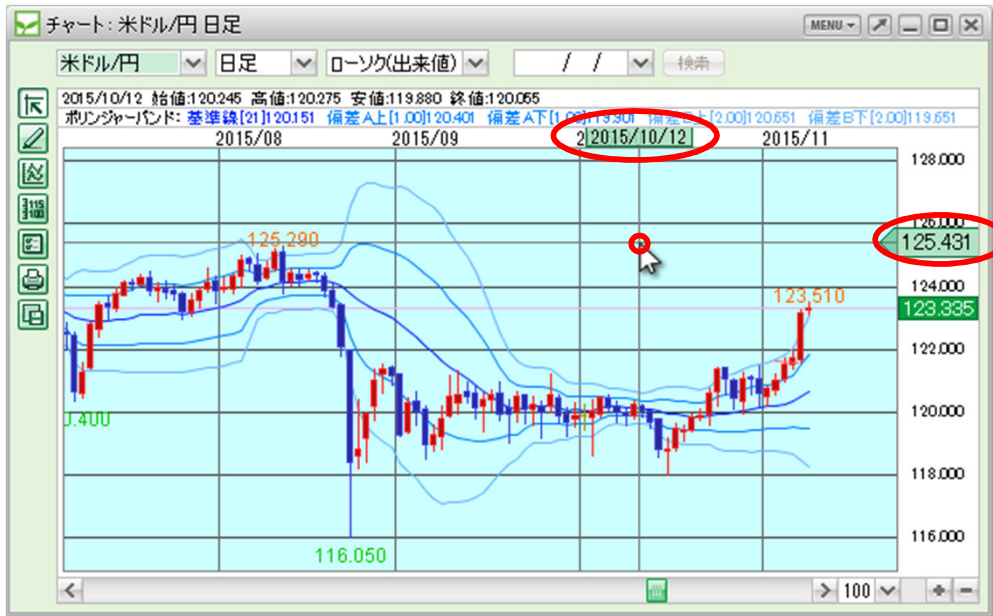 チャート：米ドル/円 日足 MENU
米ドル/円 日足 ローソク(出来値) / / 検索
2015/10/12 始値:120.245 高値:120.275 安値:119.880 終値:120.055
ボリンジャーバンド: 基準線[21]120.151 偏差A上[1.00]120.401 偏差A下[1.00]119.901 偏差B上[2.00]120.651 偏差B下[2.00]119.651
2015/08 2015/09 2015/10/12 2015/11
128.000
126.000
125.290 125.431
124.000
123.510
123.335
122.000
120.000
0.400
118.000
116.000
116.050
100